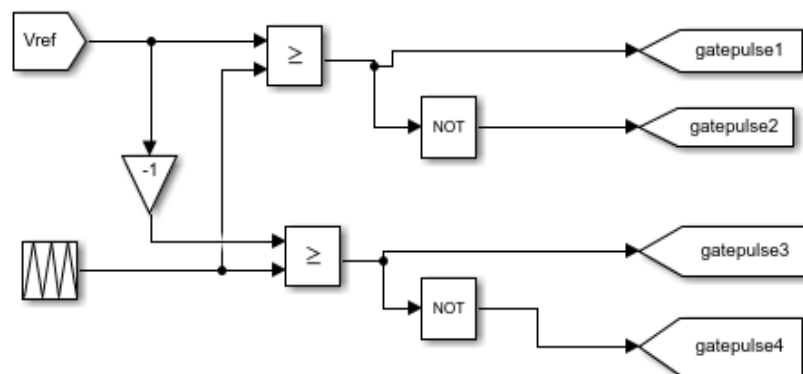 Vref
≥
gatepulse1
NOT
gatepulse2
-1
≥
gatepulse3
NOT
gatepulse4